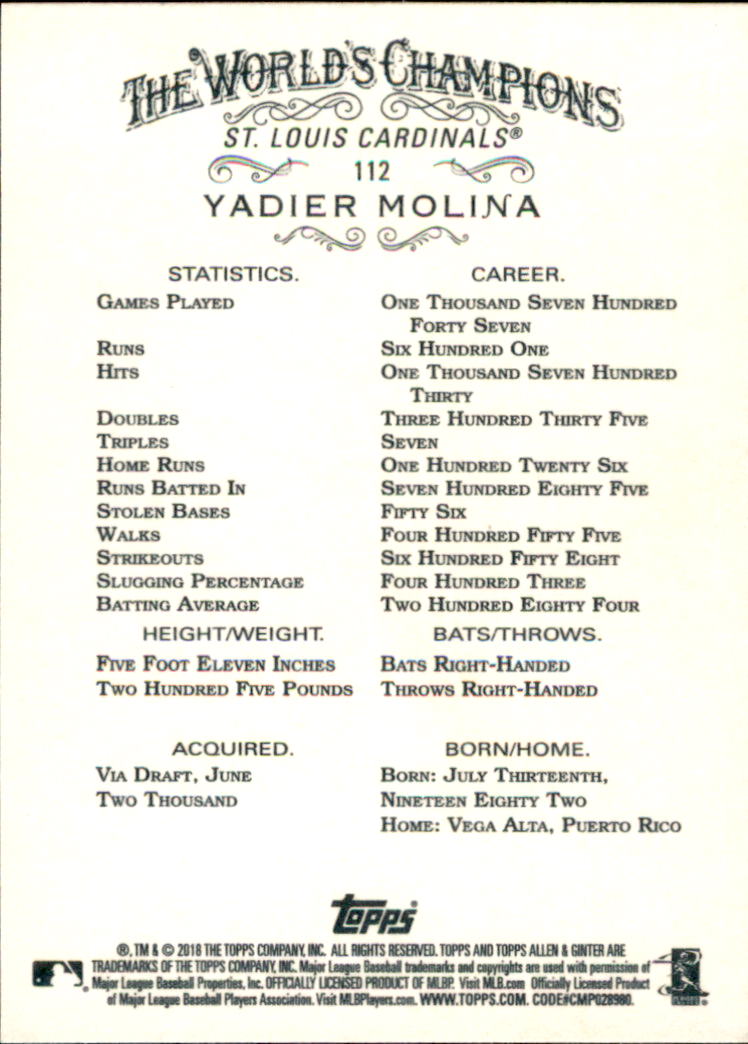 THE WORLD'S CHAMPIONS
ST. LOUIS CARDINALS®
112
YADIER MOLINA
STATISTICS. CAREER.
GAMES PLAYED ONE THOUSAND SEVEN HUNDRED
FORTY SEVEN
RUNS SIX HUNDRED ONE
HITS ONE THOUSAND SEVEN HUNDRED
THIRTY
DOUBLES THREE HUNDRED THIRTY FIVE
TRIPLES SEVEN
HOME RUNS ONE HUNDRED TWENTY SIX
RUNS BATTED IN SEVEN HUNDRED EIGHTY FIVE
STOLEN BASES FIFTY SIX
WALKS FOUR HUNDRED FIFTY FIVE
STRIKEOUTS SIX HUNDRED FIFTY EIGHT
SLUGGING PERCENTAGE FOUR HUNDRED THREE
BATTING AVERAGE TWO HUNDRED EIGHTY FOUR
HEIGHT/WEIGHT. BATS/THROWS.
FIVE FOOT ELEVEN INCHES BATS RIGHT-HANDED
TWO HUNDRED FIVE POUNDS THROWS RIGHT-HANDED
ACQUIRED. BORN/HOME.
VIA DRAFT, JUNE BORN: JULY THIRTEENTH,
TWO THOUSAND NINETEEN EIGHTY TWO
HOME: VEGA ALTA, PUERTO RICO
Topps®
®, TM & © 2018 THE TOPPS COMPANY, INC. ALL RIGHTS RESERVED. TOPPS AND TOPPS ALLEN & GINTER ARE
TRADEMARKS OF THE TOPPS COMPANY, INC. Major League Baseball trademarks and copyrights are used with permission of
Major League Baseball Properties, Inc. OFFICIALLY LICENSED PRODUCT OF MLBP. Visit MLB.com Officially Licensed Product
of Major League Baseball Players Association. Visit MLBPlayers.com. WWW.TOPPS.COM. CODE#CMP028980.